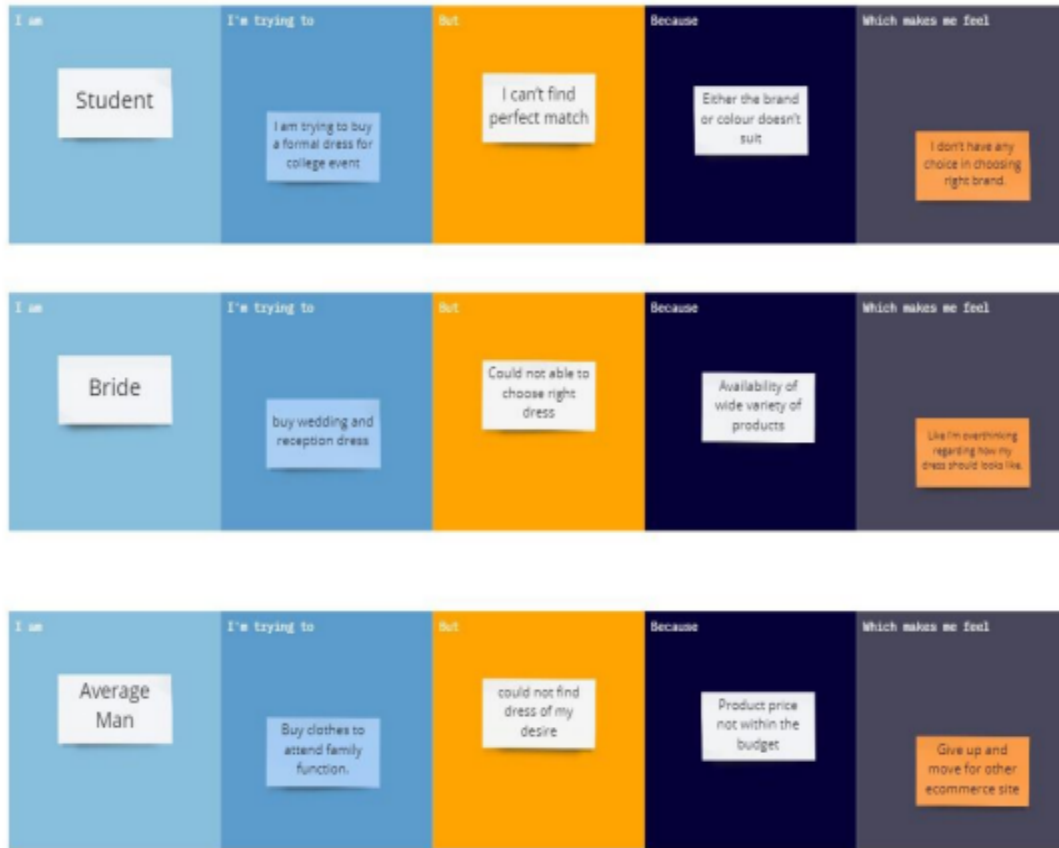 I am
I'm trying to
But
Because
Which makes me feel
Student
I am trying to buy
a formal dress for
college event
I can't find
perfect match
Either the brand
or colour doesn't
suit
I don't have any
choice in choosing
right brand.
I am
I'm trying to
But
Because
Which makes me feel
Bride
buy wedding and
reception dress
Could not able to
choose right
dress
Availability of
wide variety of
products
Like I'm overthinking
regarding how my
dress should looks like.
I am
I'm trying to
But
Because
Which makes me feel
Average
Man
Buy clothes to
attend family
function.
could not find
dress of my
desire
Product price
not within the
budget
Give up and
move for other
ecommerce site